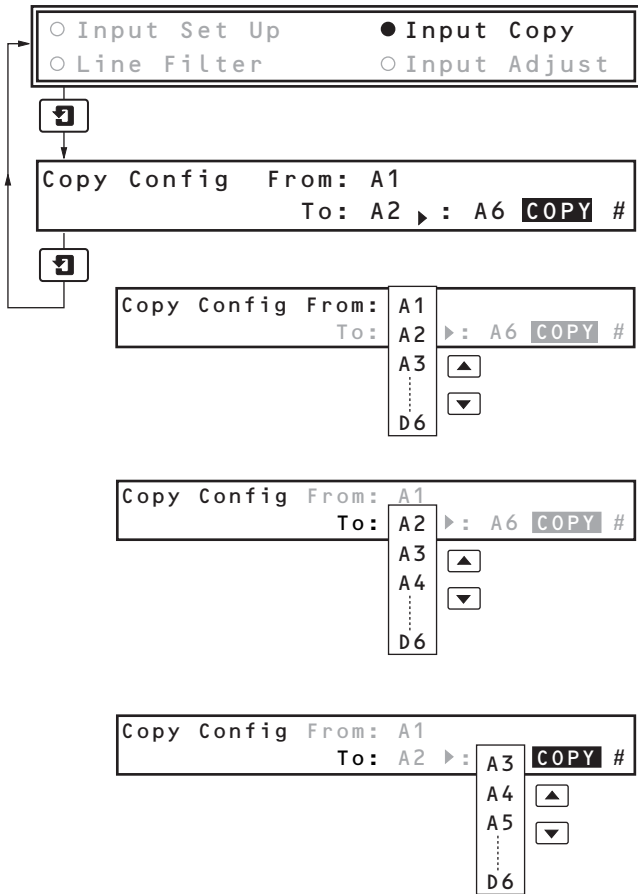 ○ Input Set Up ● Input Copy
○ Line Filter ○ Input Adjust
Copy Config From: A1
To: A2 ▶ : A6 COPY #
Copy Config From: A1
To: A2 ▶: A6 COPY #
A3
D6
Copy Config From: A1
To: A2 ▶: A6 COPY #
A3
A4
D6
Copy Config From: A1
To: A2 ▶: A3 COPY #
A4
A5
D6